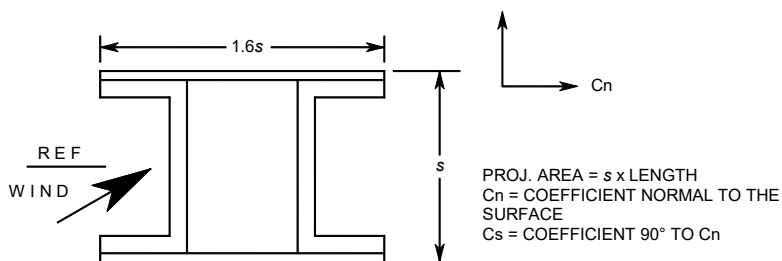 1.6s
Cn
REF
WIND
s
PROJ. AREA = s x LENGTH
Cn = COEFFICIENT NORMAL TO THE
SURFACE
Cs = COEFFICIENT 90° TO Cn